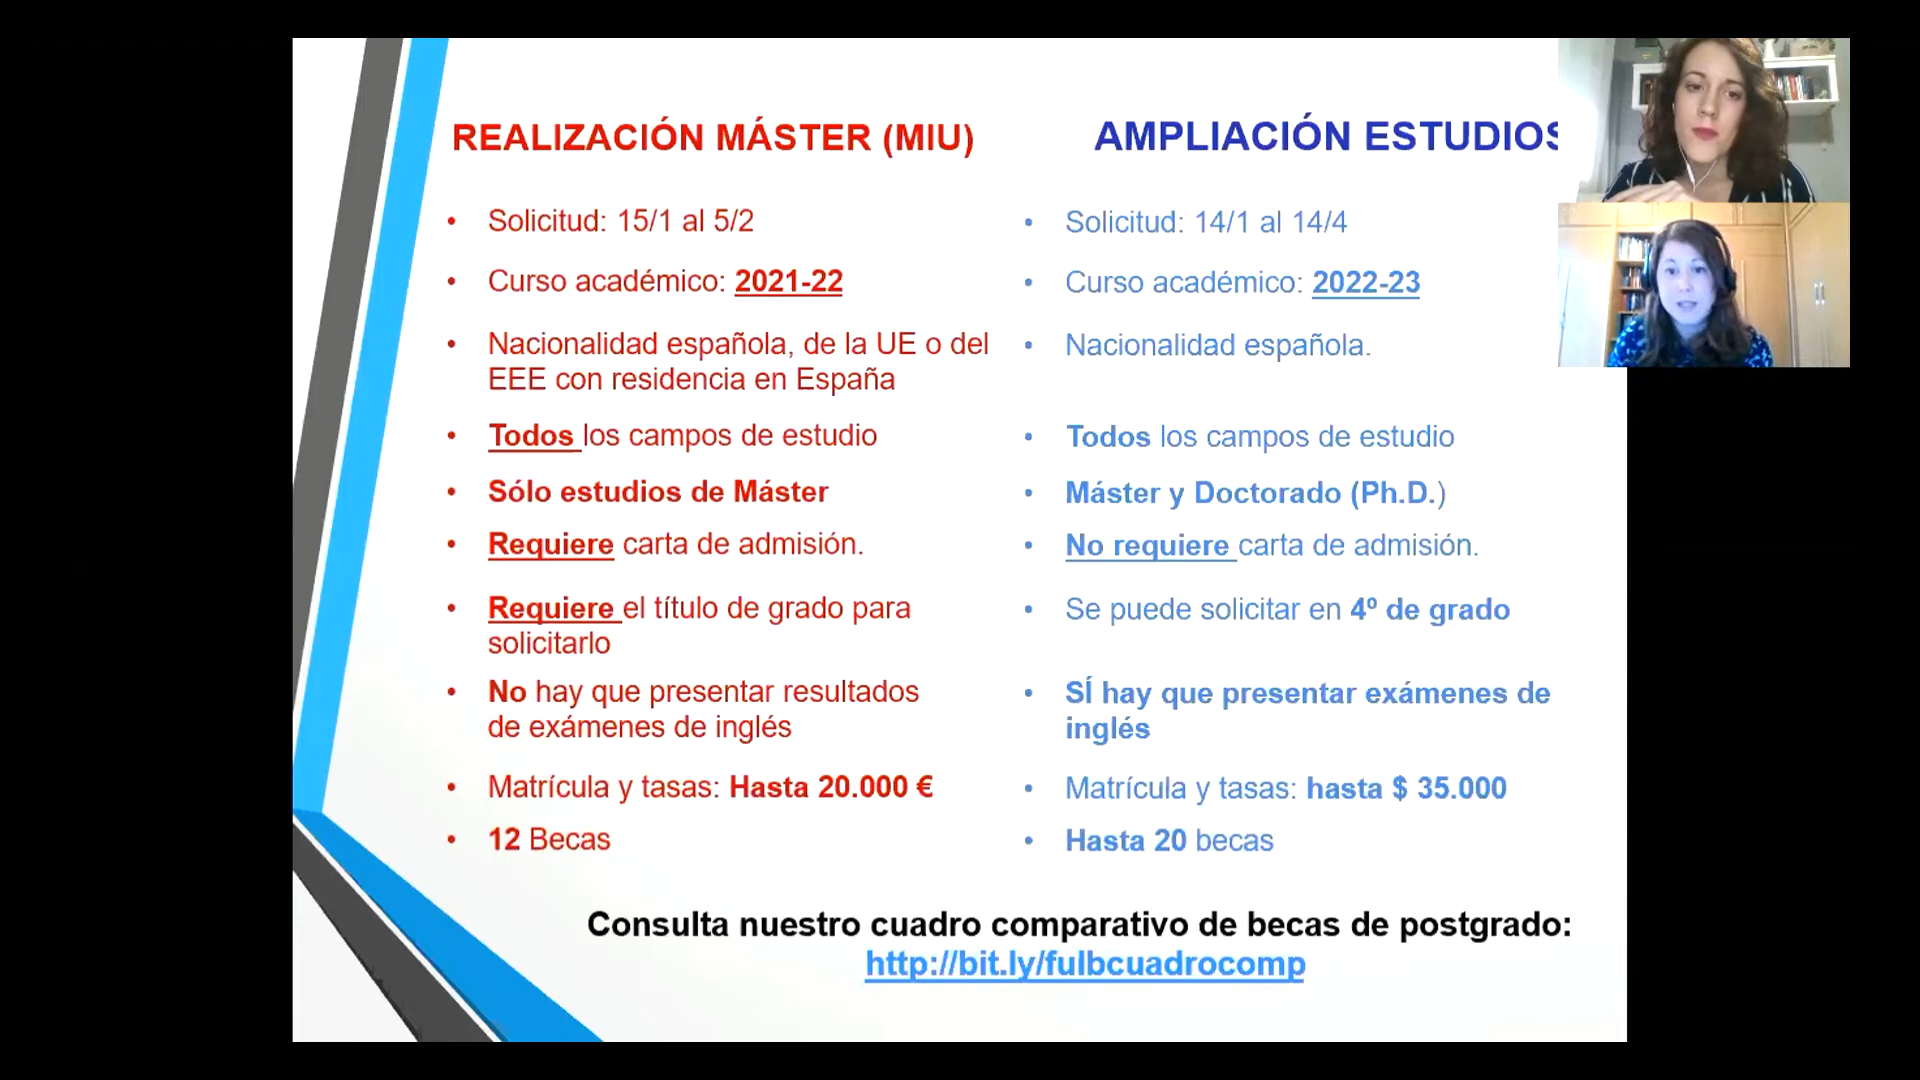 REALIZACIÓN MÁSTER (MIU)
• Solicitud: 15/1 al 5/2
• Curso académico: 2021-22
• Nacionalidad española, de la UE o del
EEE con residencia en España
• Todos los campos de estudio
• Sólo estudios de Máster
• Requiere carta de admisión.
• Requiere el título de grado para
solicitarlo
• No hay que presentar resultados
de exámenes de inglés
• Matrícula y tasas: Hasta 20.000 €
• 12 Becas
AMPLIACIÓN ESTUDIOS
• Solicitud: 14/1 al 14/4
• Curso académico: 2022-23
• Nacionalidad española.
• Todos los campos de estudio
• Máster y Doctorado (Ph.D.)
• No requiere carta de admisión.
• Se puede solicitar en 4º de grado
• SÍ hay que presentar exámenes de
inglés
• Matrícula y tasas: hasta $ 35.000
• Hasta 20 becas
Consulta nuestro cuadro comparativo de becas de postgrado:
http://bit.ly/fulbcuadrocomp